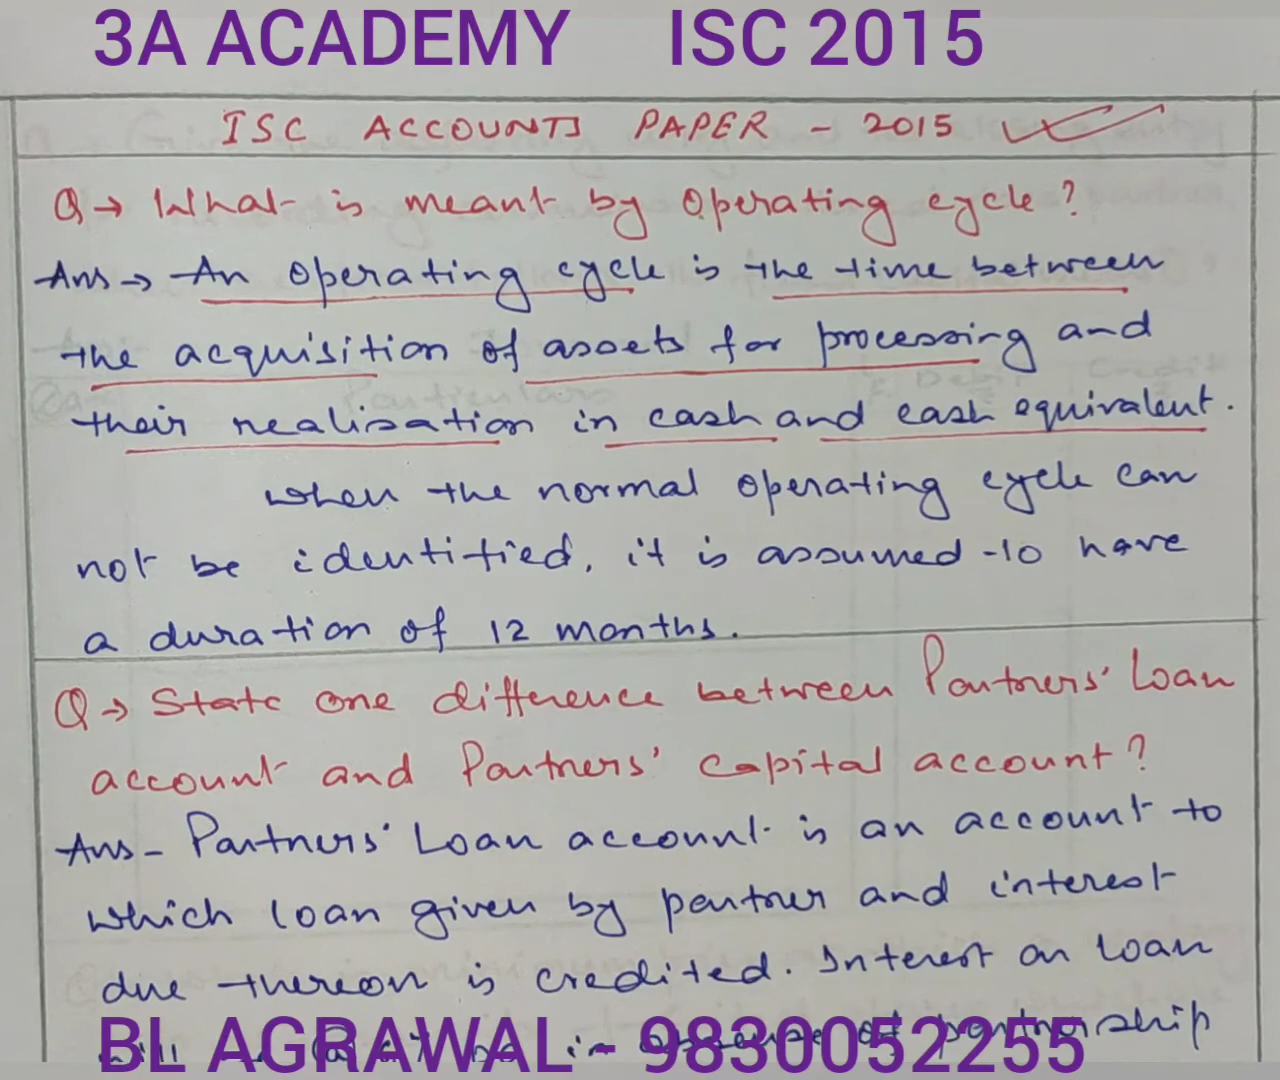 3A ACADEMY ISC 2015
ISC ACCOUNTS PAPER - 2015
Q → What is meant by operating cycle?
Ans → An operating cycle is the time between
the acquisition of assets for processing and
their realisation in cash and cash equivalent.
when the normal operating cycle can
not be identified, it is assumed to have
a duration of 12 months.
Q → State one difference between Partners' Loan
account and Partners' capital account?
Ans - Partners' Loan account is an account to
which loan given by partner and interest
due thereon is credited. Interest on loan
partnership
BL AGRAWAL - 9830052255